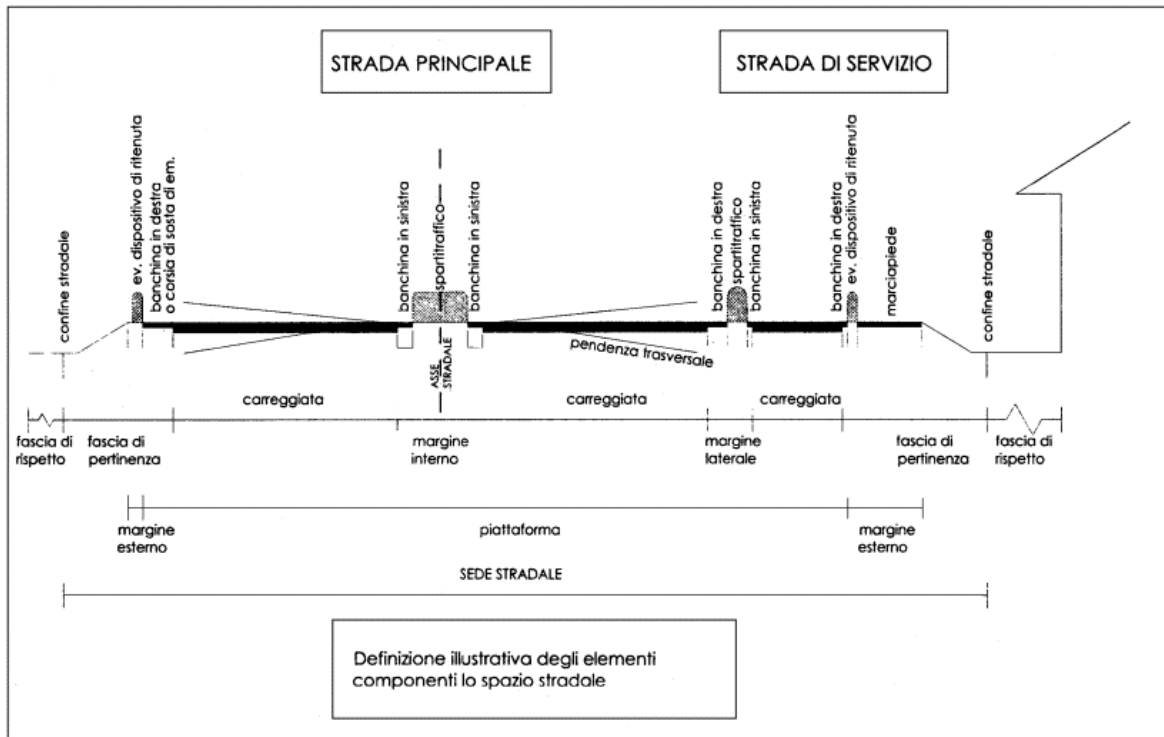 STRADA PRINCIPALE
STRADA DI SERVIZIO
confine stradale
ev. dispositivo di ritenuta
banchina in destra
o corsia di sosta di em.
banchina in sinistra
spartitraffico
banchina in sinistra
banchina in destra
spartitraffico
banchina in sinistra
banchina in destra
ev. dispositivo di ritenuta
marciapiede
confine stradale
ASSE
STRADALE
pendenza trasversale
carreggiata
carreggiata
carreggiata
fascia di
rispetto
fascia di
pertinenza
margine
interno
margine
laterale
fascia di
pertinenza
fascia di
rispetto
margine
esterno
piattaforma
margine
esterno
SEDE STRADALE
Definizione illustrativa degli elementi
componenti lo spazio stradale